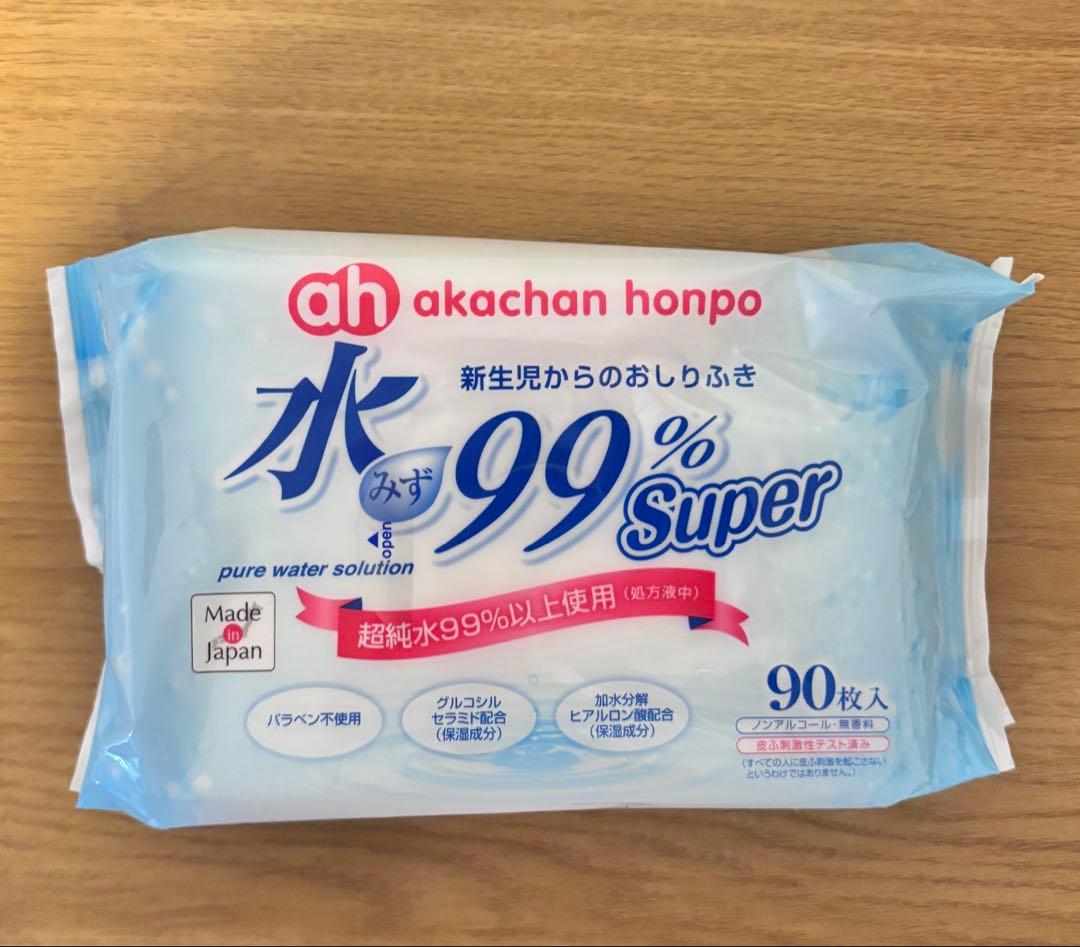 ah akachan honpo
新生児からのおしりふき
水 みず 99% Super
open
pure water solution
超純水99%以上使用(処方液中)
Made
in
Japan
パラベン不使用
グルコシル
セラミド配合
(保湿成分)
加水分解
ヒアルロン酸配合
(保湿成分)
90枚入
ノンアルコール・無香料
皮ふ刺激性テスト済み
(すべての人に皮ふ刺激を起こさない
というわけではありません。)